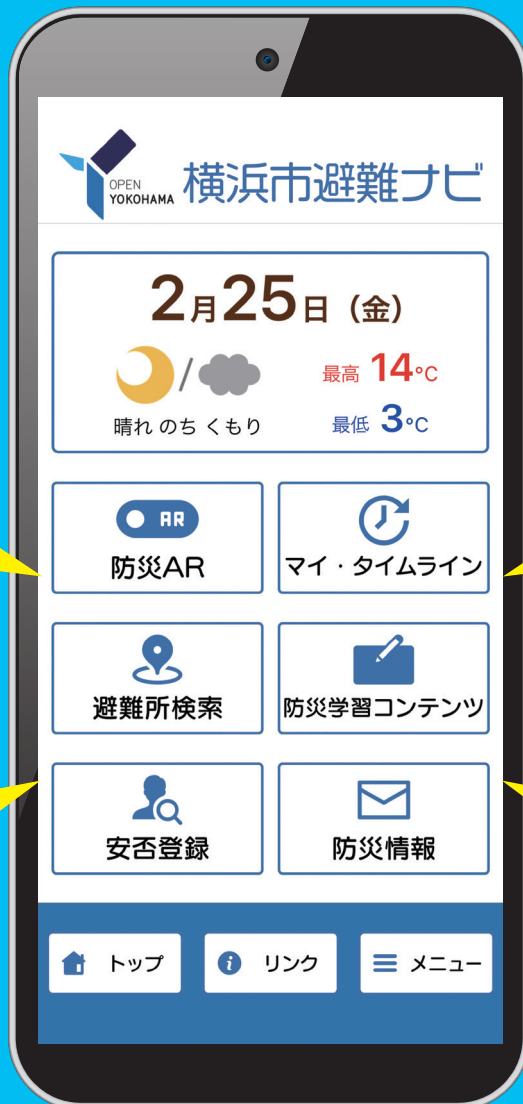 OPEN
YOKOHAMA
横浜市避難ナビ
2月25日（金）
最高 14°C
晴れ のち くもり
最低 3°C
AR
防災AR
マイ・タイムライン
避難所検索
防災学習コンテンツ
安否登録
防災情報
トップ
リンク
メニュー